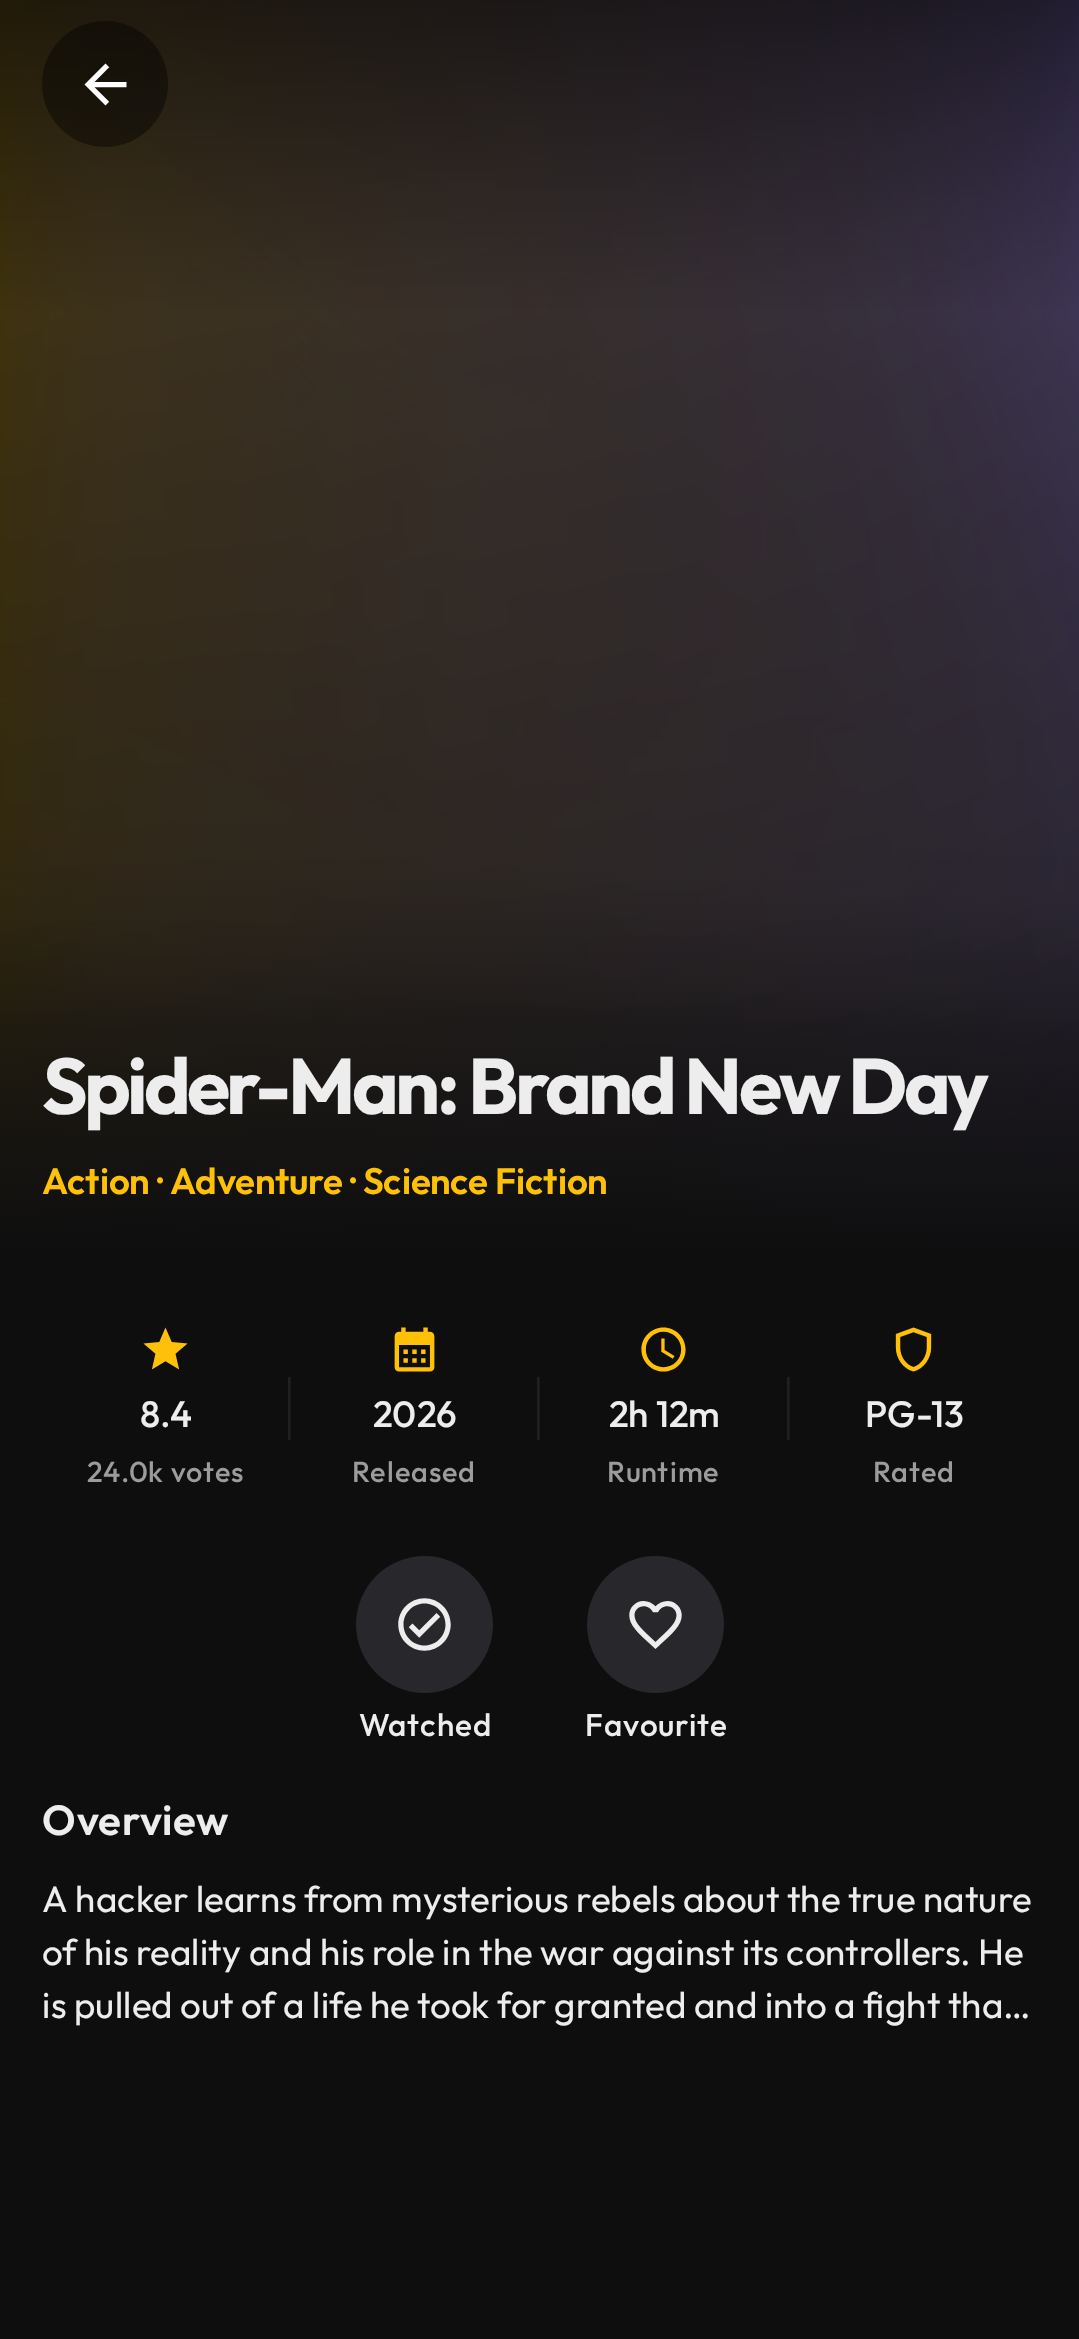 Spider-Man: Brand New Day
Action · Adventure · Science Fiction
8.4
24.0k votes
2026
Released
2h 12m
Runtime
PG-13
Rated
Watched
Favourite
Overview
A hacker learns from mysterious rebels about the true nature
of his reality and his role in the war against its controllers. He
is pulled out of a life he took for granted and into a fight tha...